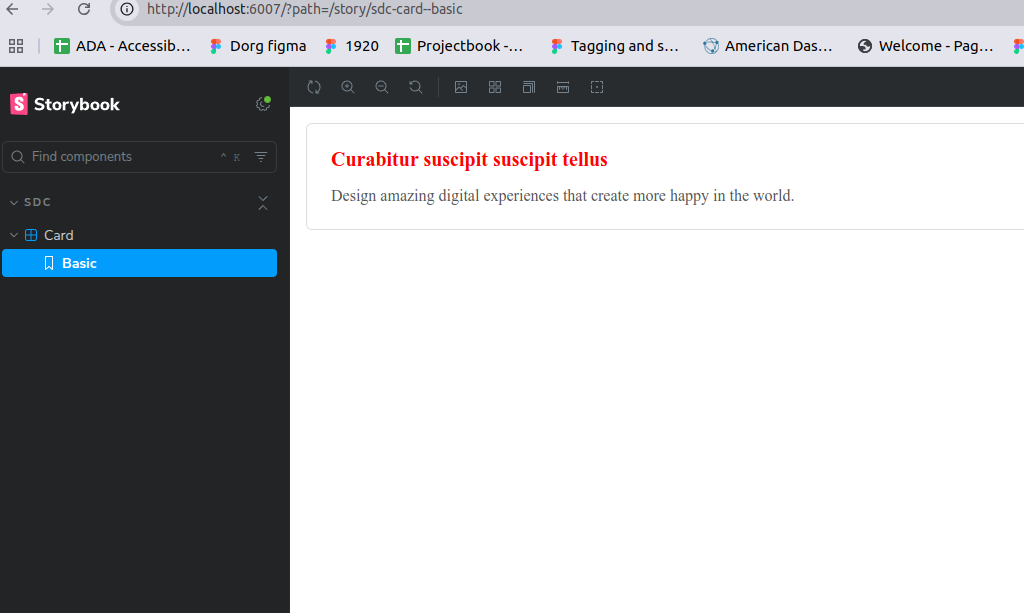 http://localhost:6007/?path=/story/sdc-card--basic
ADA - Accessib... Dorg figma 1920 Projectbook -... Tagging and s... American Das... Welcome - Pag...
Storybook
Find components ^ K
SDC
Card
Basic
Curabitur suscipit suscipit tellus
Design amazing digital experiences that create more happy in the world.